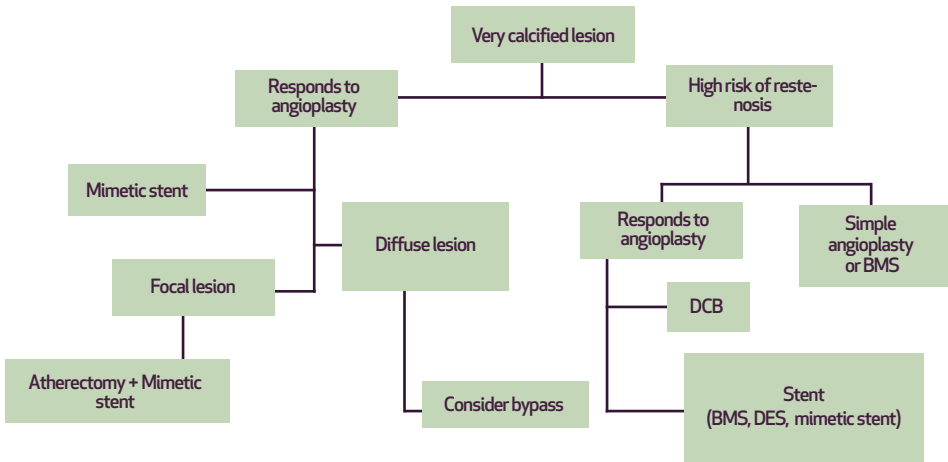 Very calcified lesion
Responds to
angioplasty
High risk of reste-
nosis
Mimetic stent
Diffuse lesion
Focal lesion
Atherectomy + Mimetic
stent
Consider bypass
Responds to
angioplasty
Simple
angioplasty
or BMS
DCB
Stent
(BMS, DES, mimetic stent)